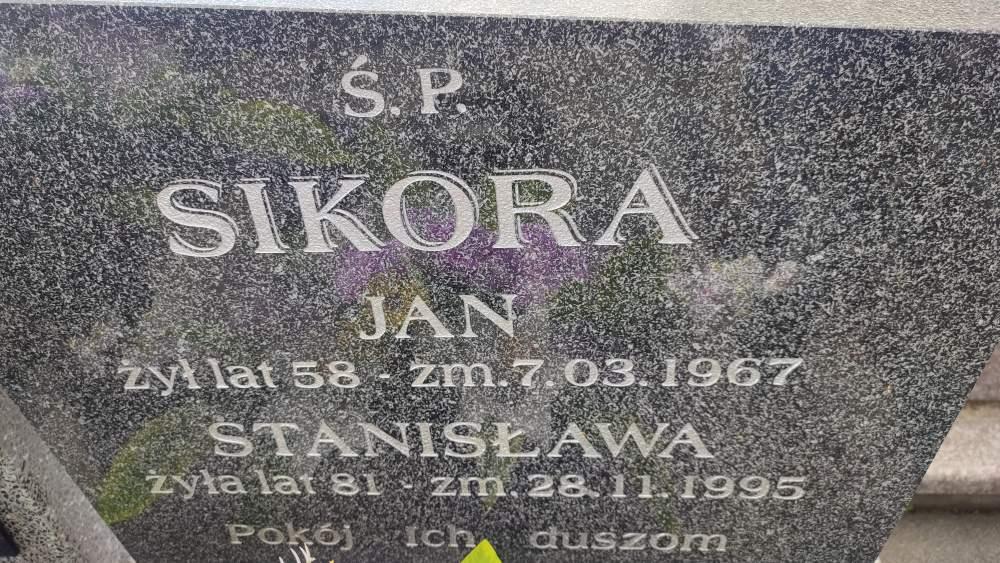 Ś. P.
SIKORA
JAN
żył lat 58 - zm. 7. 03. 1967
STANISŁAWA
żyła lat 81 - zm. 28. 11. 1995
Pokój Ich duszom